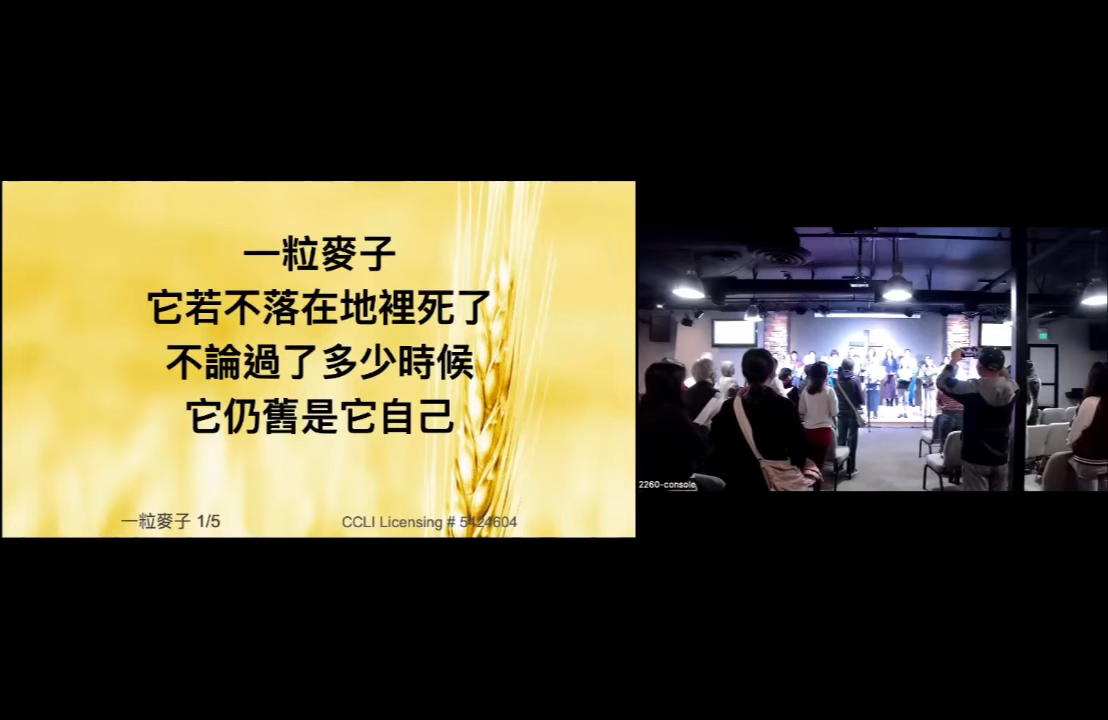 一粒麥子
它若不落在地裡死了
不論過了多少時候
它仍舊是它自己
一粒麥子 1/5
CCLI Licensing # 5424604
2260-console